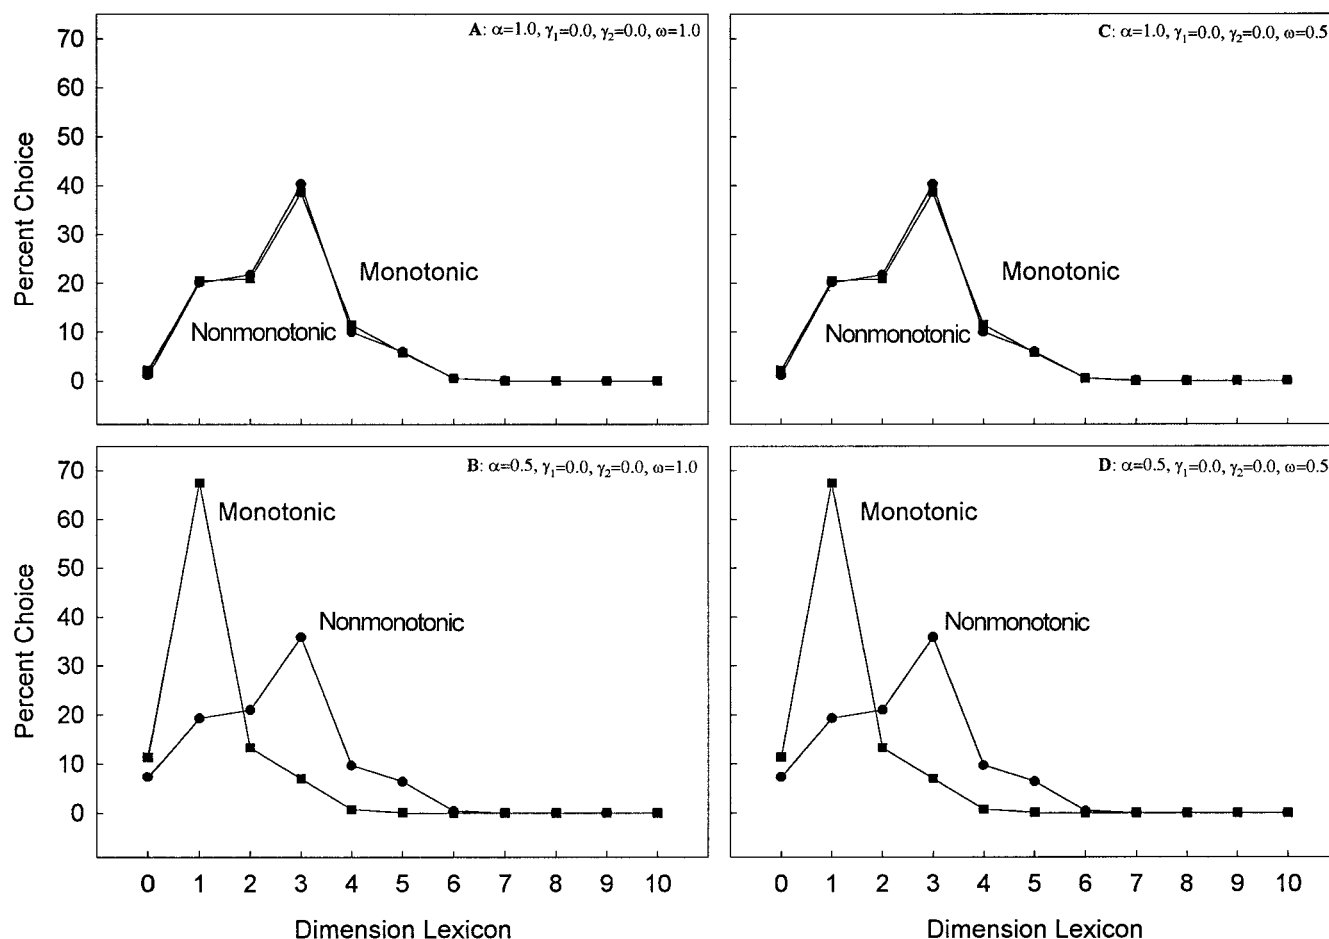 A: α=1.0, γ₁=0.0, γ₂=0.0, ω=1.0
70
60
50
40
30
20
10
0
Percent Choice
Monotonic
Nonmonotonic
C: α=1.0, γ₁=0.0, γ₂=0.0, ω=0.5
Monotonic
Nonmonotonic
B: α=0.5, γ₁=0.0, γ₂=0.0, ω=1.0
70
60
50
40
30
20
10
0
Percent Choice
Monotonic
Nonmonotonic
0 1 2 3 4 5 6 7 8 9 10
Dimension Lexicon
D: α=0.5, γ₁=0.0, γ₂=0.0, ω=0.5
Monotonic
Nonmonotonic
0 1 2 3 4 5 6 7 8 9 10
Dimension Lexicon